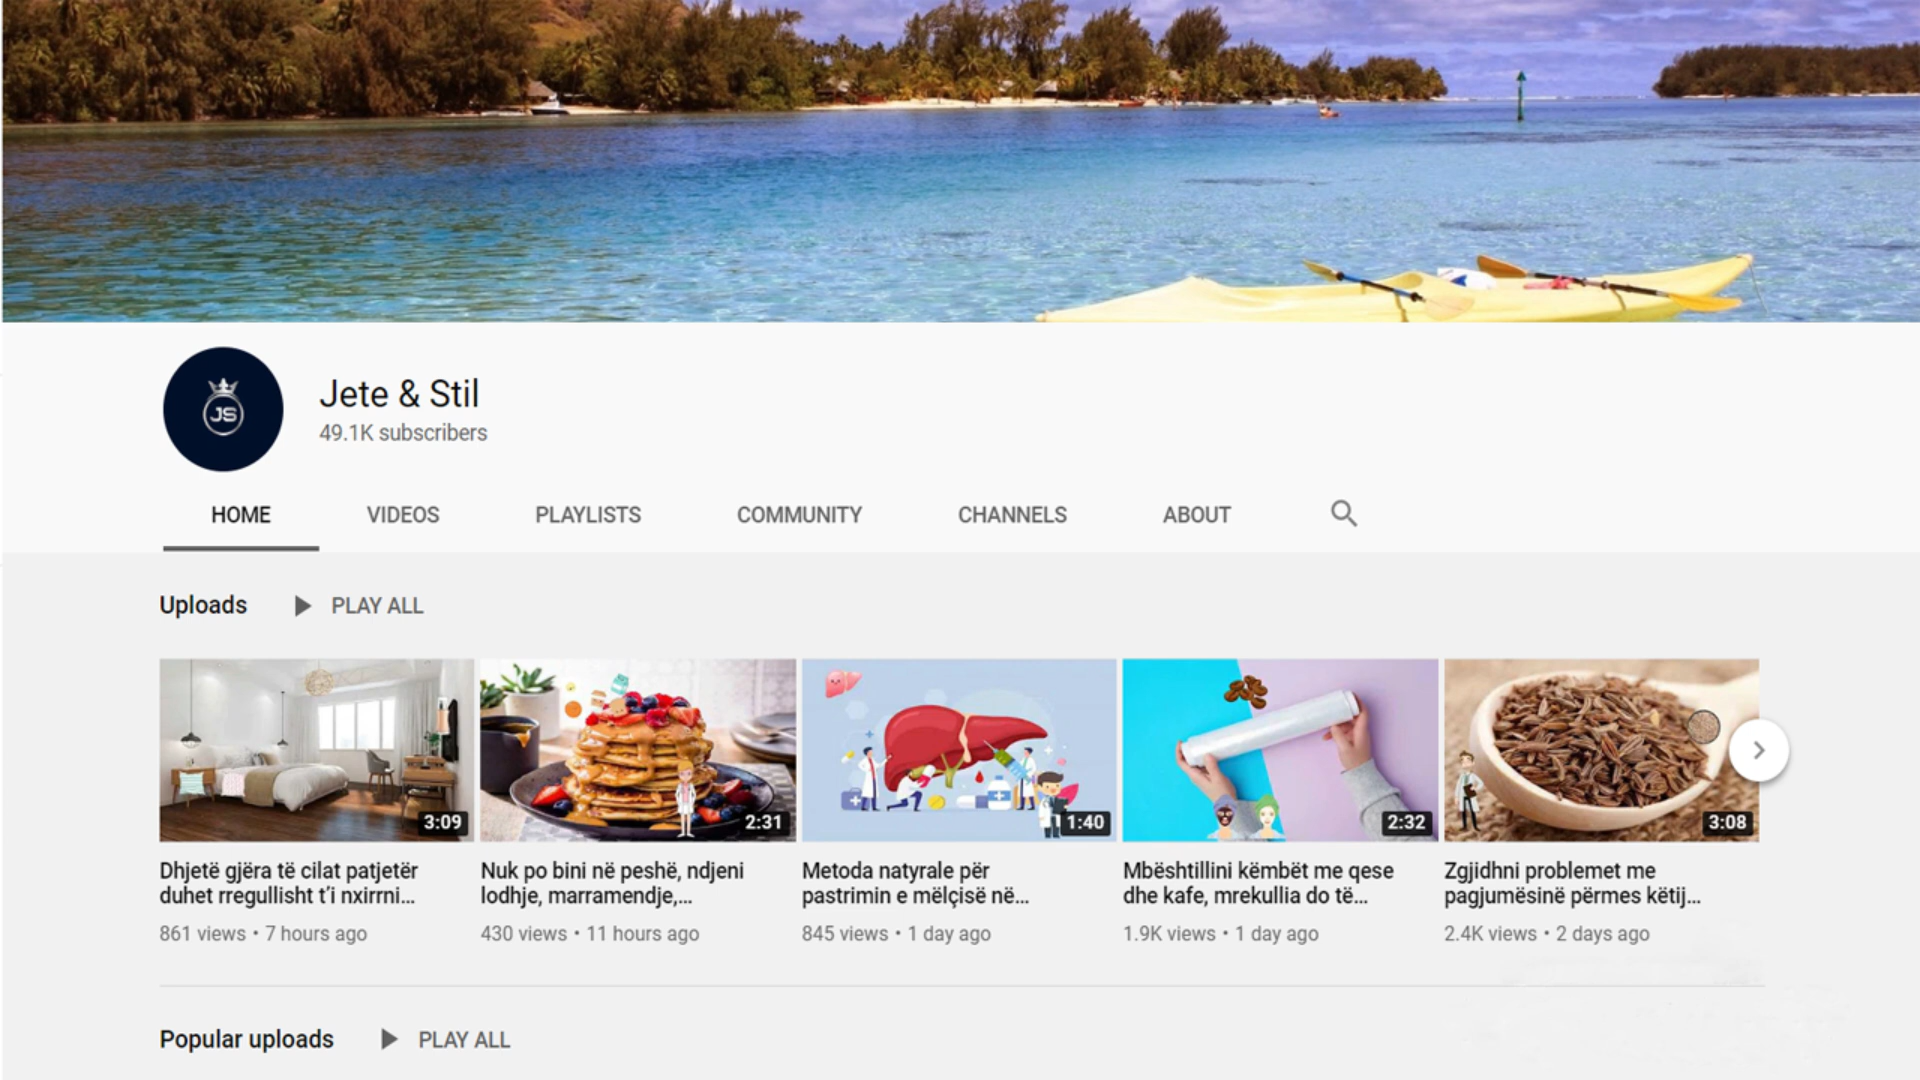 JS
Jete & Stil
49.1K subscribers
HOME
VIDEOS
PLAYLISTS
COMMUNITY
CHANNELS
ABOUT
Uploads
PLAY ALL
3:09
2:31
1:40
2:32
3:08
Dhjetë gjëra të cilat patjetër
duhet rregullisht t'i nxirrni...
861 views • 7 hours ago
Nuk po bini në peshë, ndjeni
lodhje, marramendje,...
430 views • 11 hours ago
Metoda natyrale për
pastrimin e mëlçisë në...
845 views • 1 day ago
Mbështillini këmbët me qese
dhe kafe, mrekullia do të...
1.9K views • 1 day ago
Zgjidhni problemet me
pagjumësinë përmes këtij...
2.4K views • 2 days ago
Popular uploads
PLAY ALL